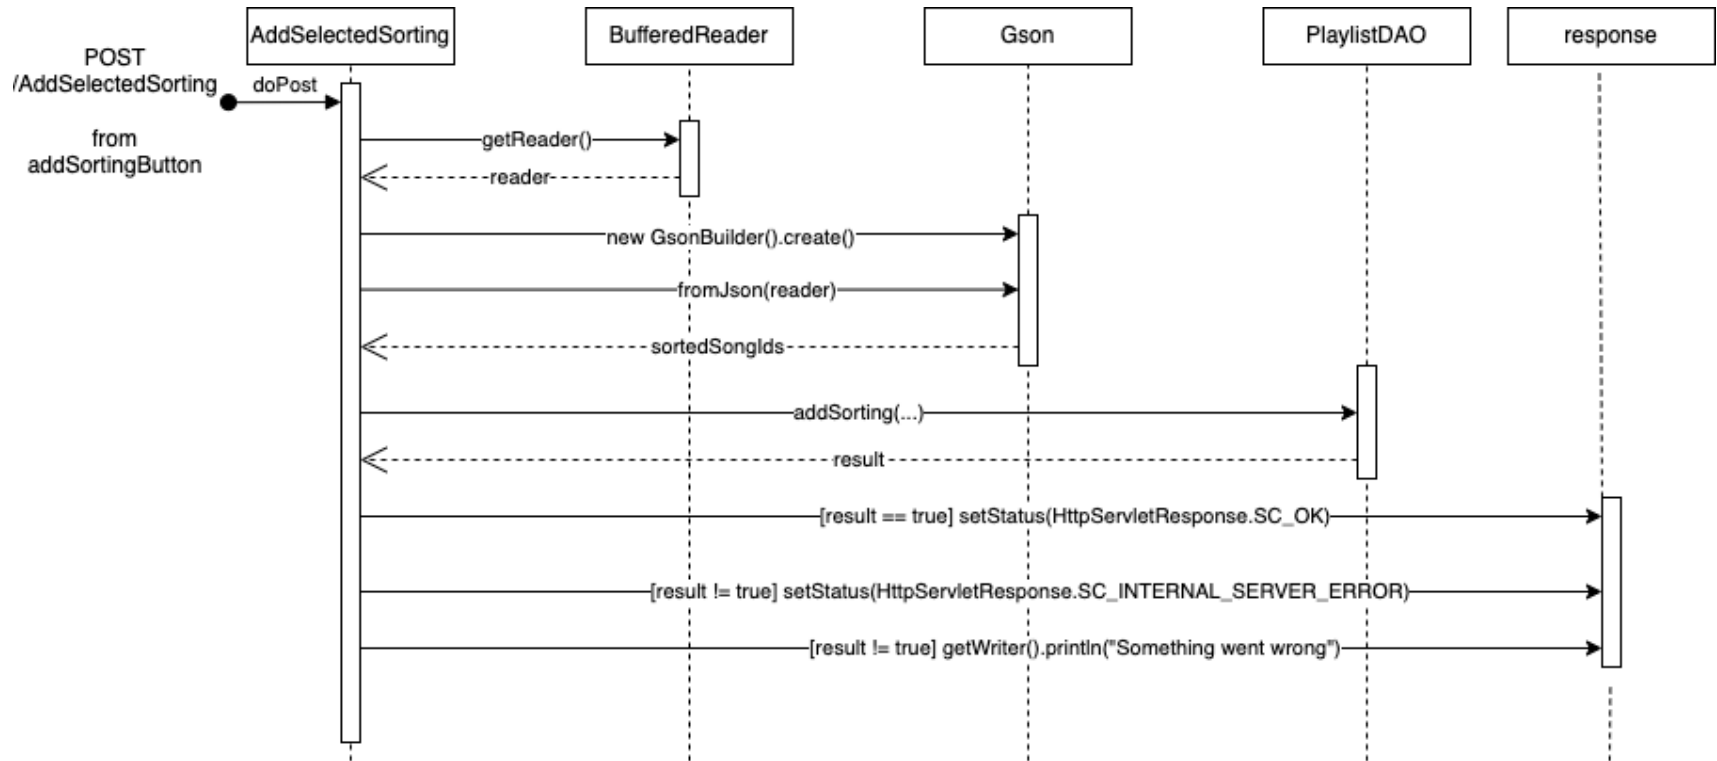 AddSelectedSorting
BufferedReader
Gson
PlaylistDAO
response
POST
/AddSelectedSorting
from
addSortingButton
doPost
getReader()
reader
new GsonBuilder().create()
fromJson(reader)
sortedSongIds
addSorting(...)
result
[result == true] setStatus(HttpServletResponse.SC_OK)
[result != true] setStatus(HttpServletResponse.SC_INTERNAL_SERVER_ERROR)
[result != true] getWriter().println("Something went wrong")